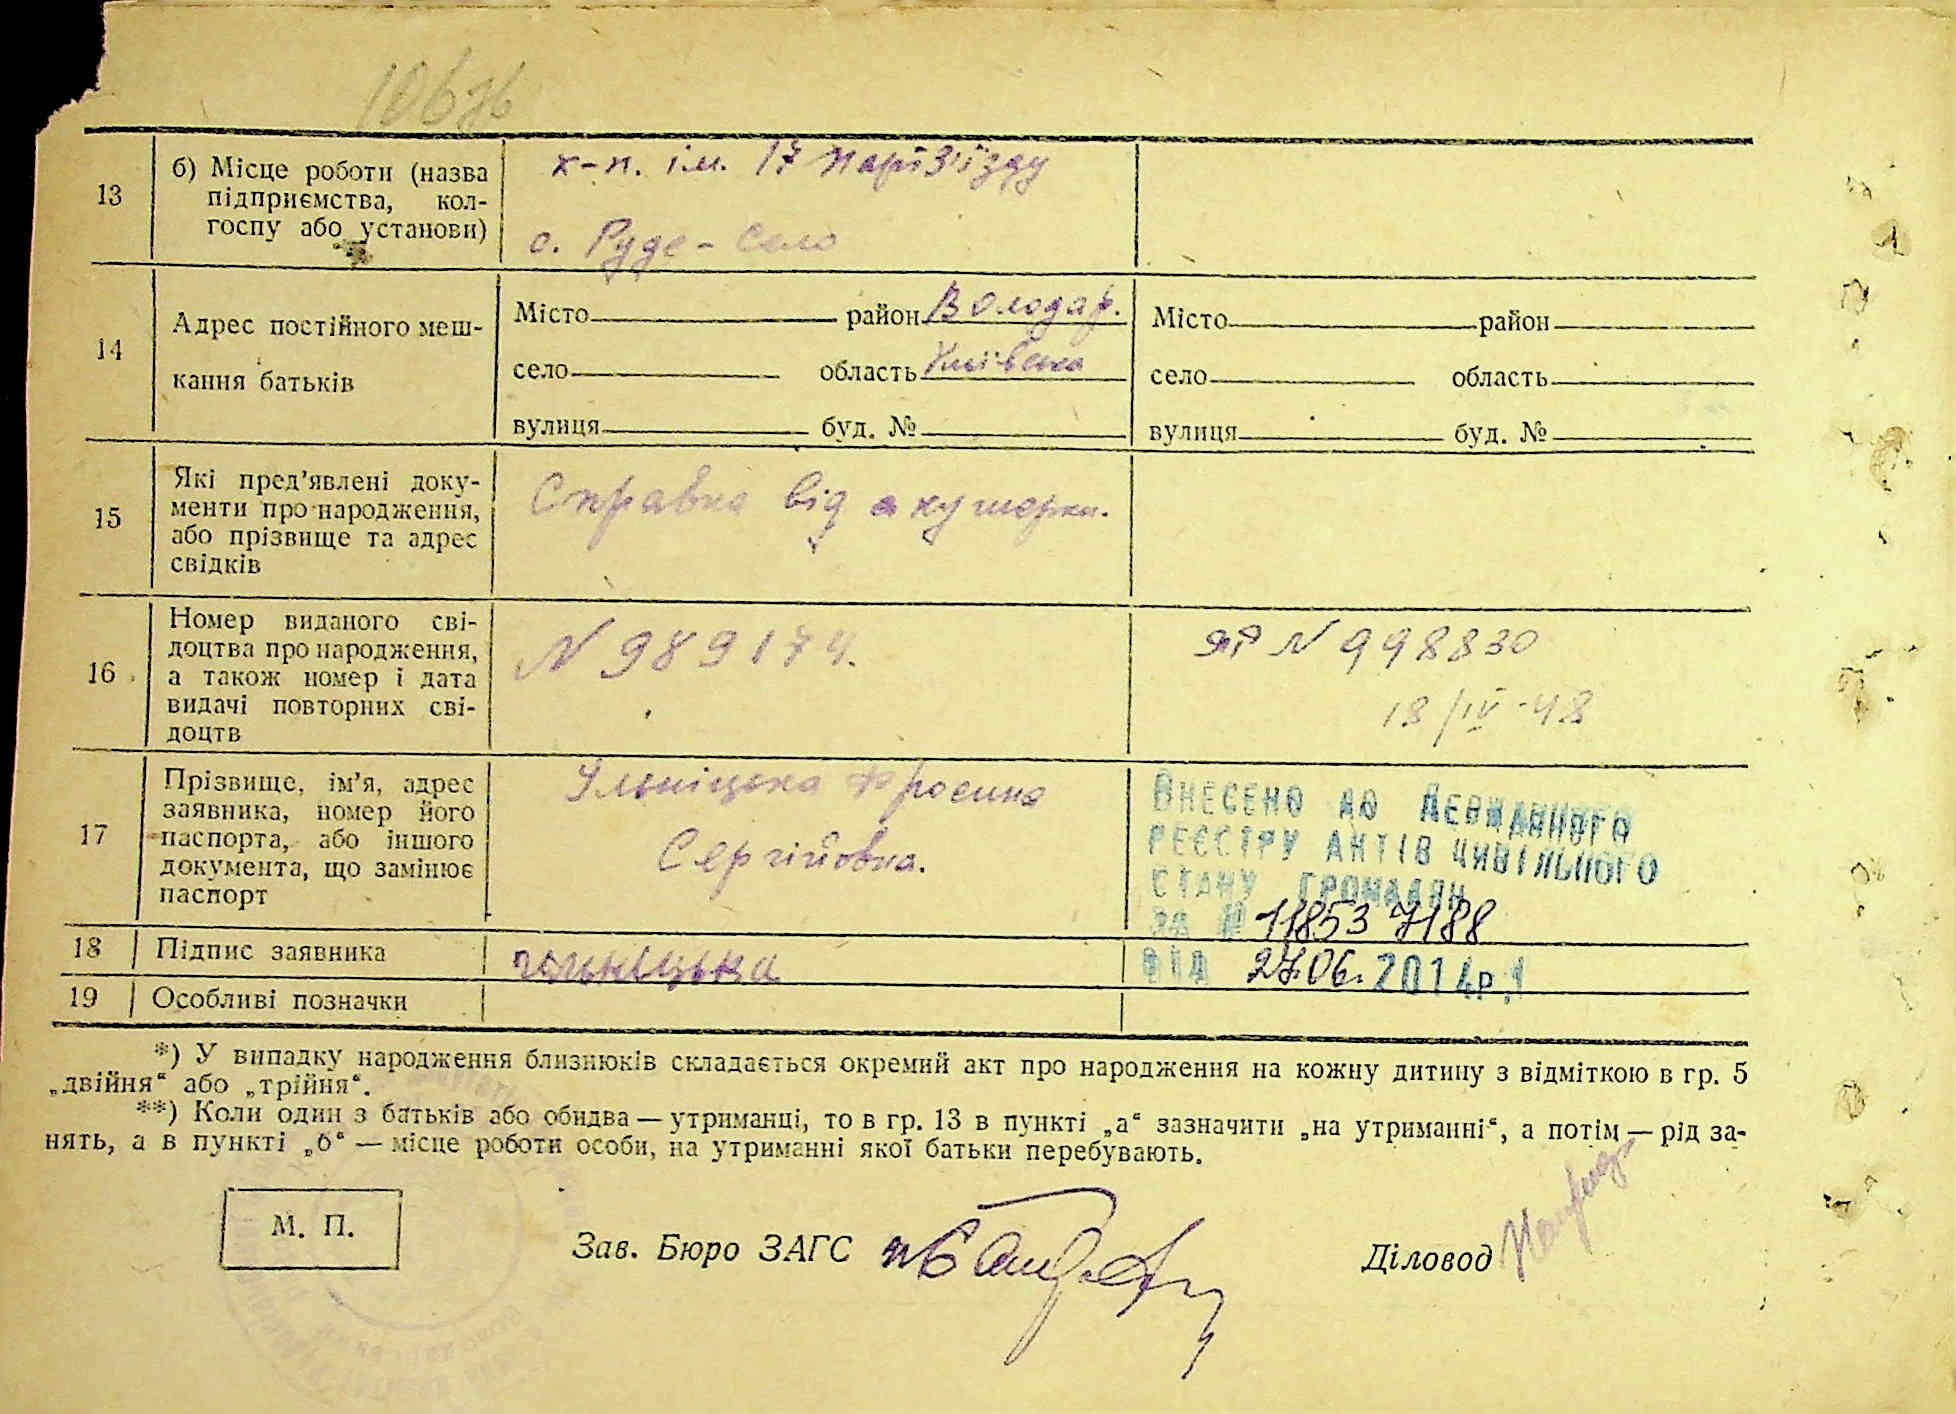 13
б) Місце роботи (назва
підприємства, кол-
госпу або установи)
к-п. ім. 17 парїз'їзду
с. Руде-Село
14
Адрес постійного меш-
кання батьків
Місто район Володар.
село область Київська
вулиця буд. №
Місто район
село область
вулиця буд. №
15
Які пред'явлені доку-
менти про народження,
або прізвище та адрес
свідків
Справка від акушерки.
16
Номер виданого сві-
доцтва про народження,
а також номер і дата
видачі повторних сві-
доцтв
N 989174.
ЯР N 998830
18/IV-48
17
Прізвище, ім'я, адрес
заявника, номер його
паспорта, або іншого
документа, що замінює
паспорт
Ільніцька Фросина
Сергіївна.
ВНЕСЕНО ДО ДЕРЖАВНОГО
РЕЄСТРУ АКТІВ ЦИВІЛЬНОГО
СТАНУ ГРОМАДЯН
ЗА № 11853 7188
ВІД 27.06.2014р.
18
Підпис заявника
19
Особливі позначки
*) У випадку народження близнюків складається окремий акт про народження на кожну дитину з відміткою в гр. 5
„двійня“ або „трійня“.
**) Коли один з батьків або обидва — утриманці, то в гр. 13 в пункті „а“ зазначити „на утриманні“, а потім — рід за-
нять, а в пункті „б“ — місце роботи особи, на утриманні якої батьки перебувають.
М. П.
Зав. Бюро ЗАГС
Діловод